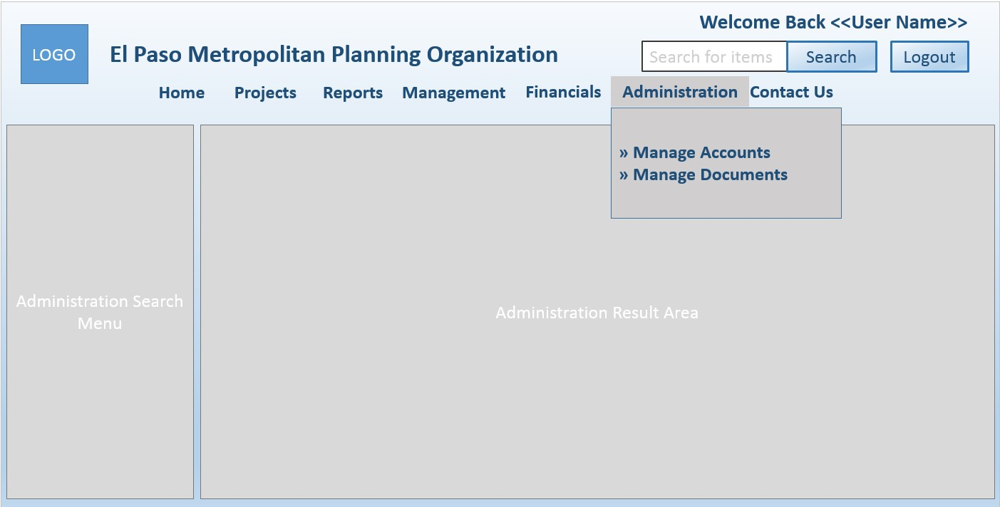 Welcome Back <<User Name>>
LOGO
El Paso Metropolitan Planning Organization
Search for items
Search
Logout
Home
Projects
Reports
Management
Financials
Administration
Contact Us
» Manage Accounts
» Manage Documents
Administration Search
Menu
Administration Result Area